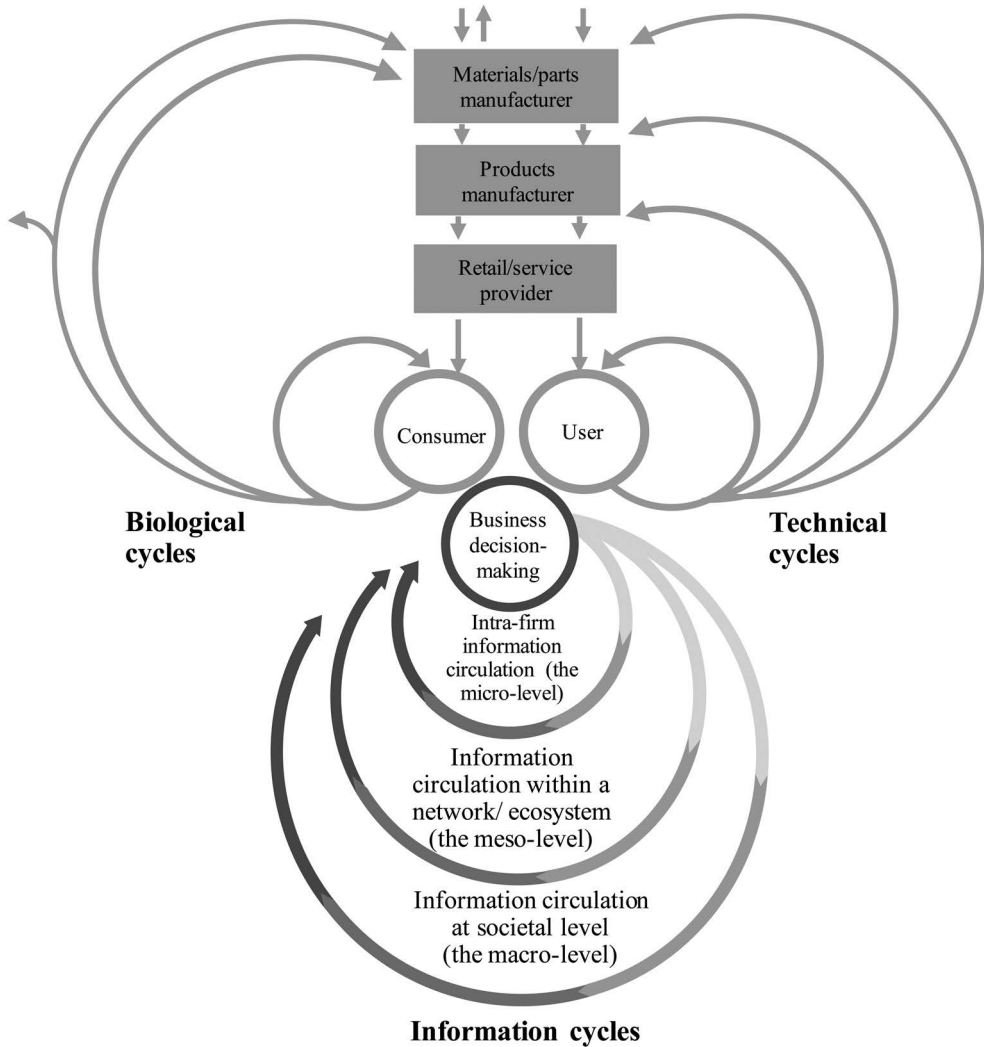 Materials/parts
manufacturer
Products
manufacturer
Retail/service
provider
Consumer
User
Biological
cycles
Technical
cycles
Business
decision-
making
Intra-firm
information
circulation (the
micro-level)
Information
circulation within a
network/ ecosystem
(the meso-level)
Information circulation
at societal level
(the macro-level)
Information cycles